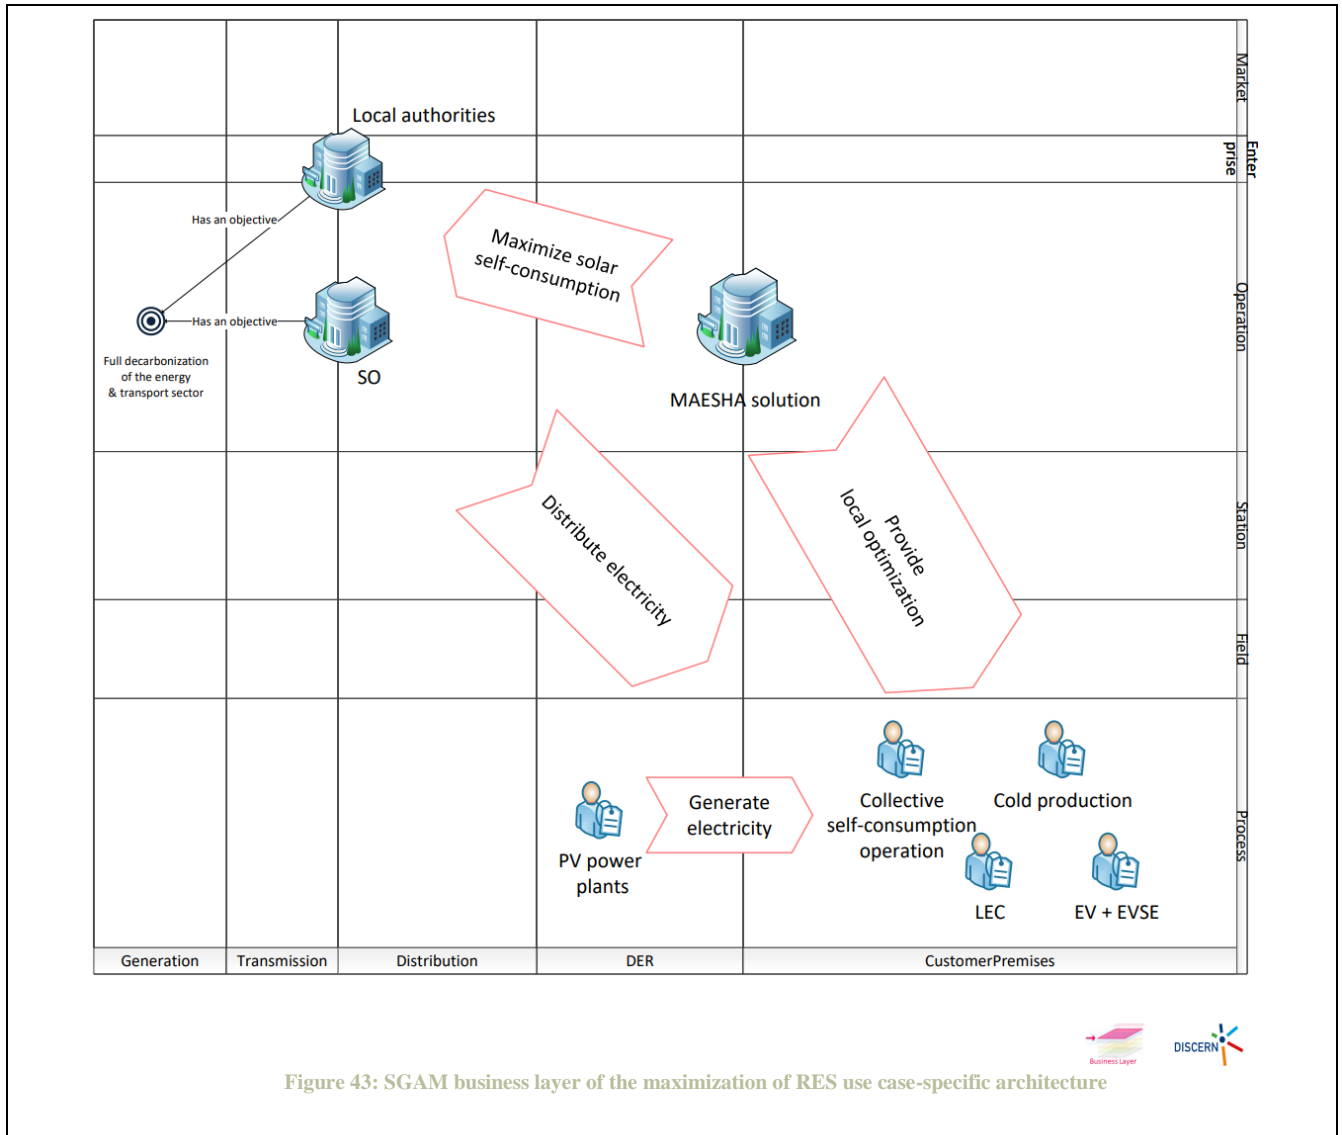 Market
Local authorities
Enter
prise
Has an objective
Maximize solar
self-consumption
Operation
Has an objective
Full decarbonization
of the energy
& transport sector
SO
MAESHA solution
Distribute electricity
Provide
local optimization
Station
Field
Generate
electricity
Collective
self-consumption
operation
Cold production
Process
PV power
plants
LEC
EV + EVSE
Generation
Transmission
Distribution
DER
CustomerPremises
Business Layer
DISCERN
Figure 43: SGAM business layer of the maximization of RES use case-specific architecture